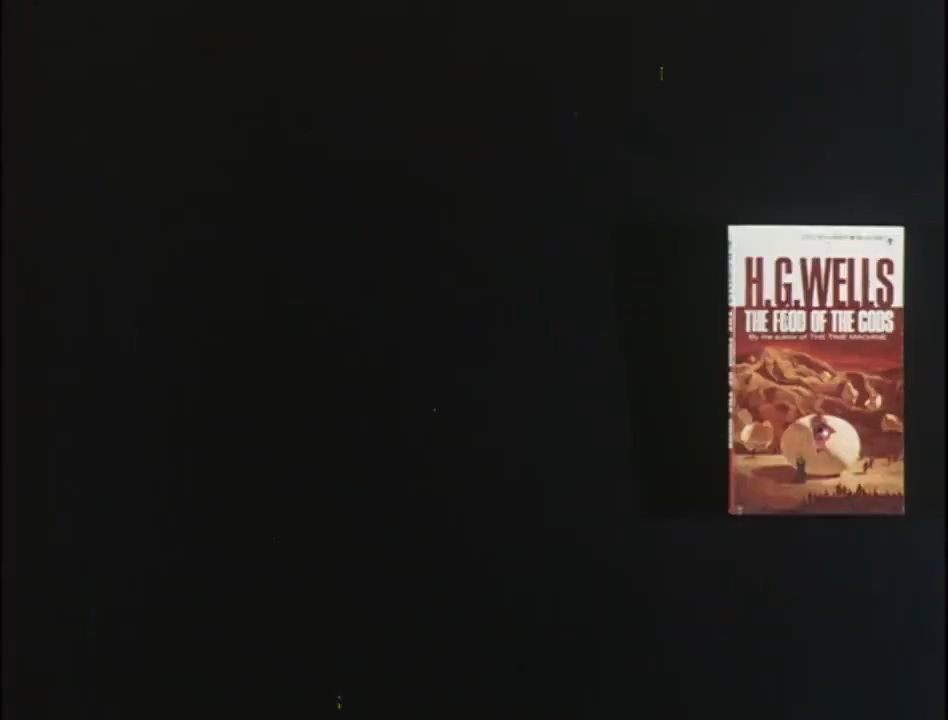 H.G.WELLS
THE FOOD OF THE GODS
By the author of THE TIME MACHINE